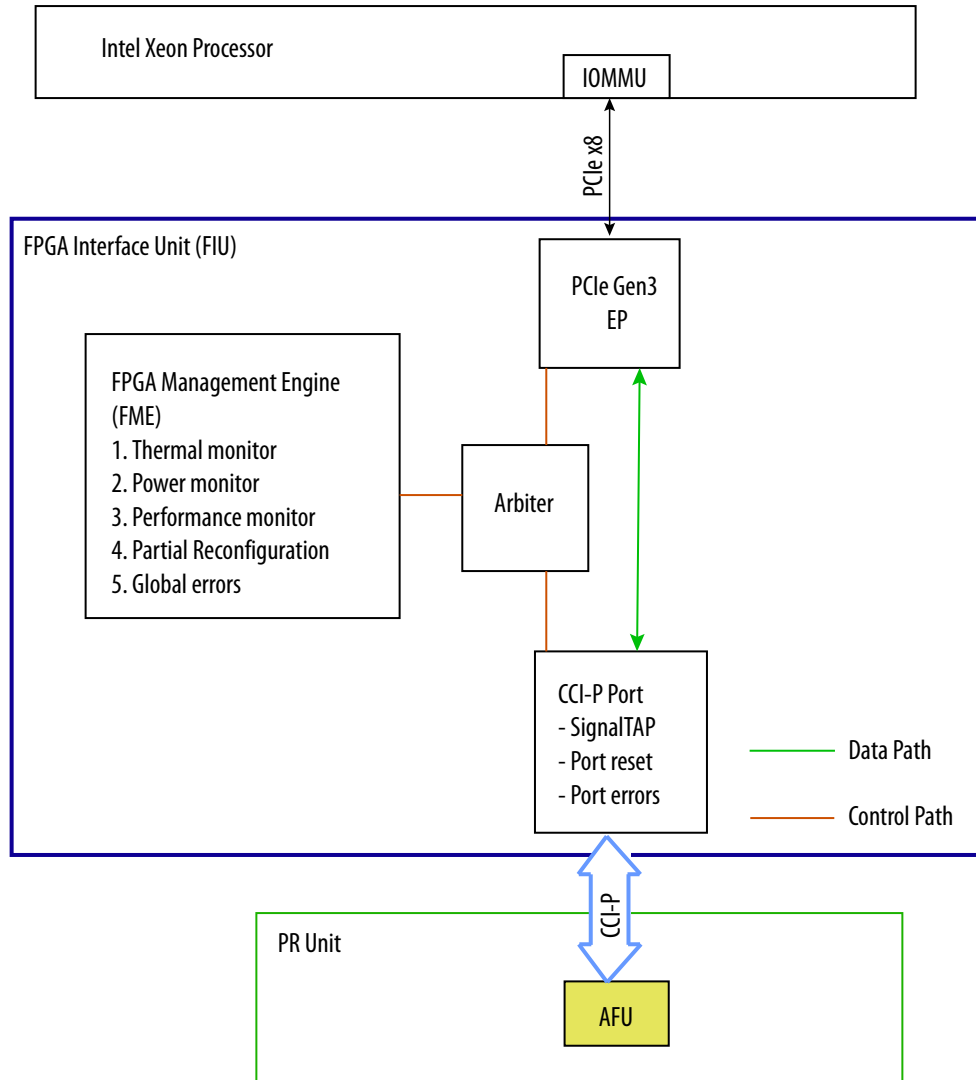 Intel Xeon Processor
IOMMU
PCIe x8
FPGA Interface Unit (FIU)
PCIe Gen3
EP
FPGA Management Engine
(FME)
1. Thermal monitor
2. Power monitor
3. Performance monitor
4. Partial Reconfiguration
5. Global errors
Arbiter
CCI-P Port
- SignalTAP
- Port reset
- Port errors
Data Path
Control Path
CCI-P
PR Unit
AFU